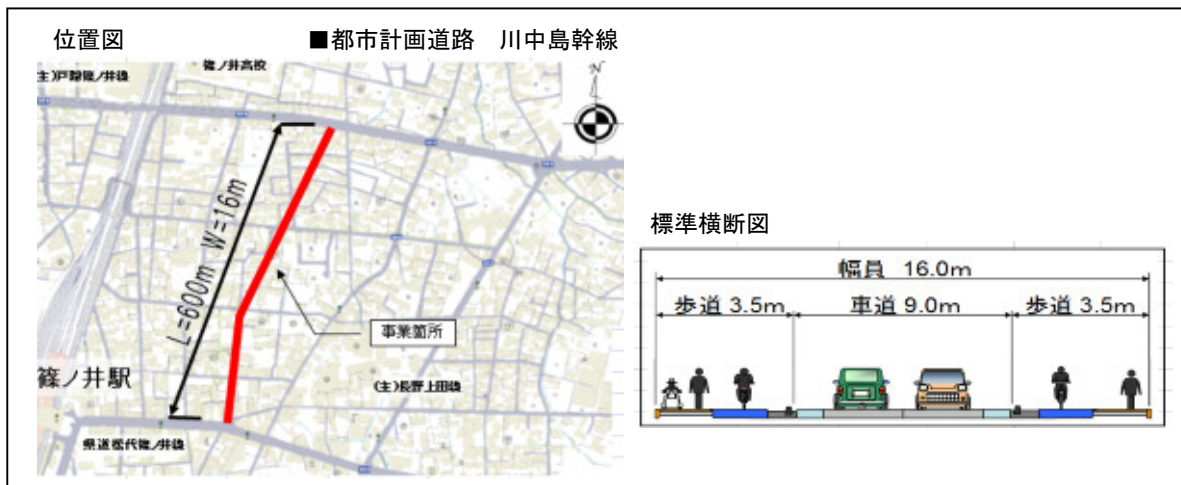 位置図
■都市計画道路 川中島幹線
篠ノ井高校
(主)戸隠篠ノ井線
N
L=600m W=16m
事業箇所
篠ノ井駅
(主)長野上田線
県道松代篠ノ井線
標準横断図
幅員 16.0m
歩道 3.5m 車道 9.0m 歩道 3.5m